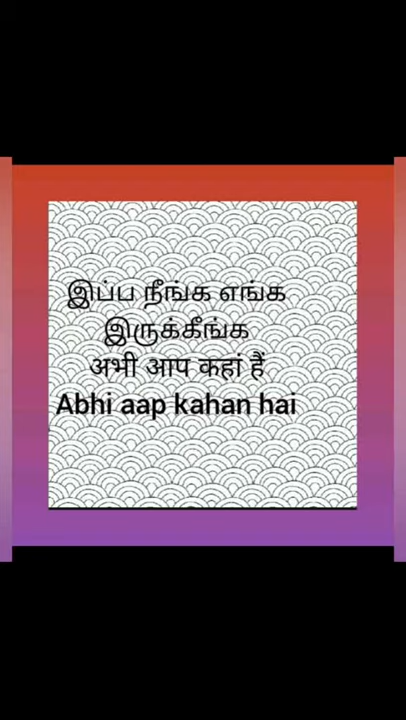 இப்ப நீங்க எங்க
இருக்கீங்க
अभी आप कहां हैं
Abhi aap kahan hai